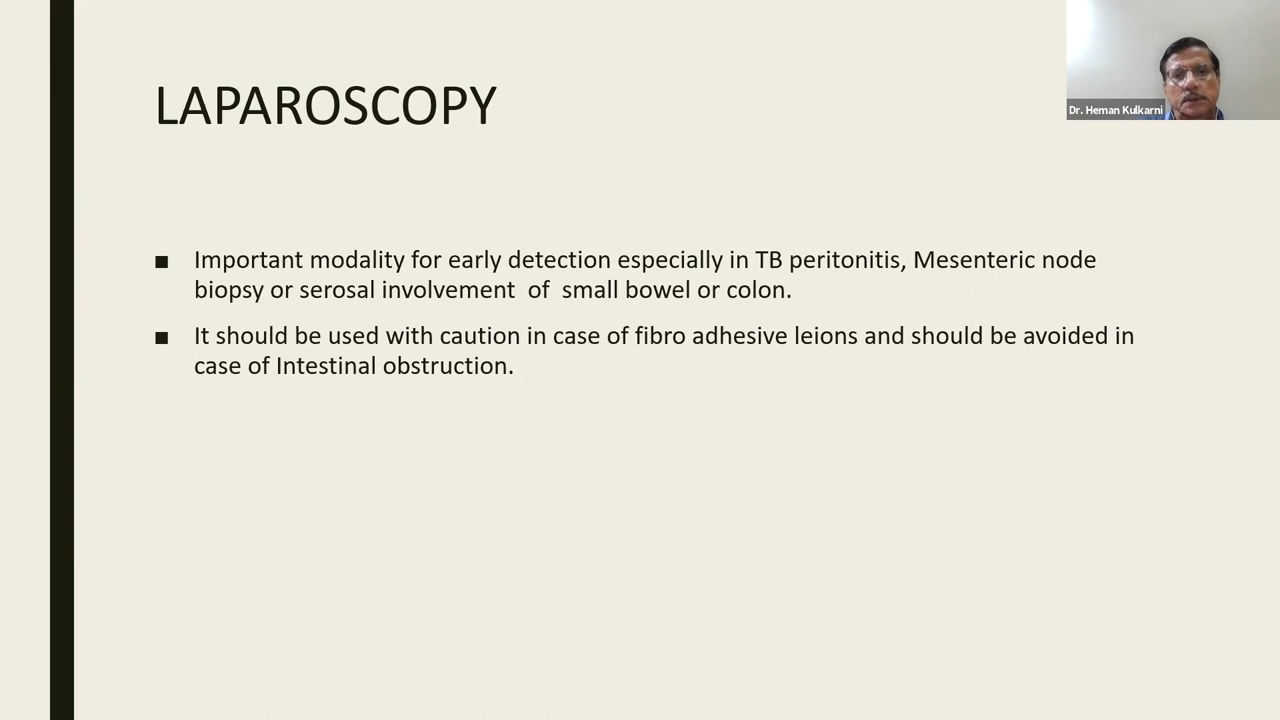 LAPAROSCOPY
Dr. Heman Kulkarni
■ Important modality for early detection especially in TB peritonitis, Mesenteric node
biopsy or serosal involvement  of  small bowel or colon.
■ It should be used with caution in case of fibro adhesive leions and should be avoided in
case of Intestinal obstruction.